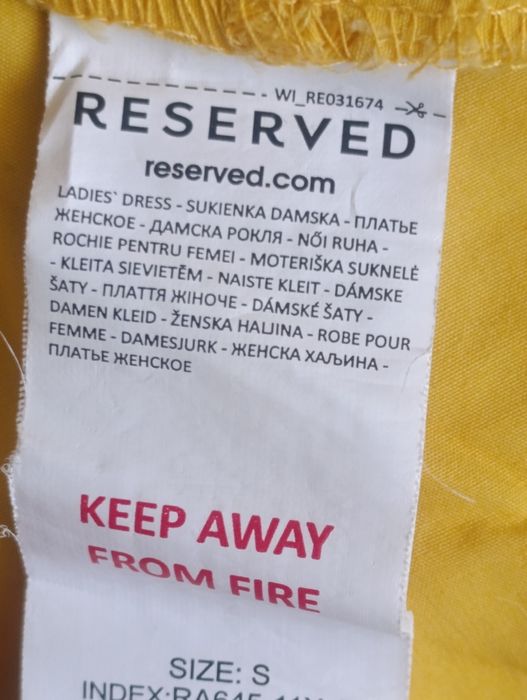 WI_RE031674
RESERVED
reserved.com
LADIES` DRESS - SUKIENKA DAMSKA - ПЛАТЬЕ
ЖЕНСКОЕ - ДАМСКА РОКЛЯ - NŐI RUHA -
ROCHIE PENTRU FEMEI - MOTERIŠKA SUKNELĖ
- KLEITA SIEVIETĒM - NAISTE KLEIT - DÁMSKE
ŠATY - ПЛАТТЯ ЖІНОЧЕ - DÁMSKÉ ŠATY -
DAMEN KLEID - ŽENSKA HALJINA - ROBE POUR
FEMME - DAMESJURK - ЖЕНСКА ХАЉИНА -
ПЛАТЬЕ ЖЕНСКОЕ
KEEP AWAY
FROM FIRE
SIZE: S